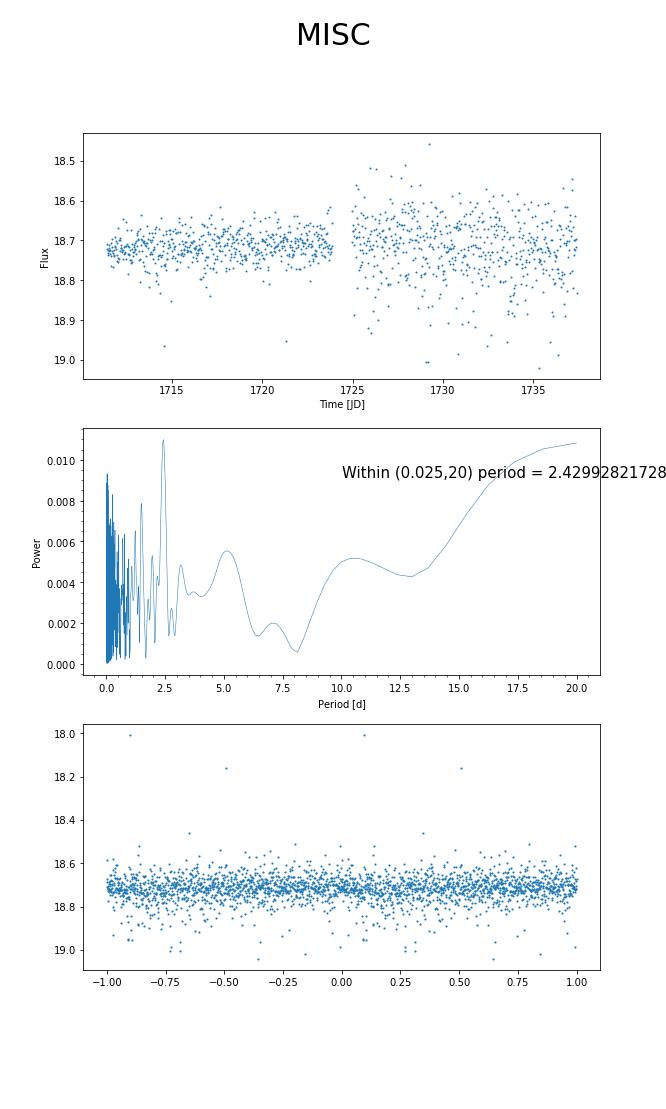 MISC
18.5
18.6
18.7
18.8
18.9
19.0
Flux
1715 1720 1725 1730 1735
Time [JD]
0.010
0.008
0.006
0.004
0.002
0.000
Power
Within (0.025,20) period = 2.42992821728
0.0 2.5 5.0 7.5 10.0 12.5 15.0 17.5 20.0
Period [d]
18.0
18.2
18.4
18.6
18.8
19.0
−1.00 −0.75 −0.50 −0.25 0.00 0.25 0.50 0.75 1.00